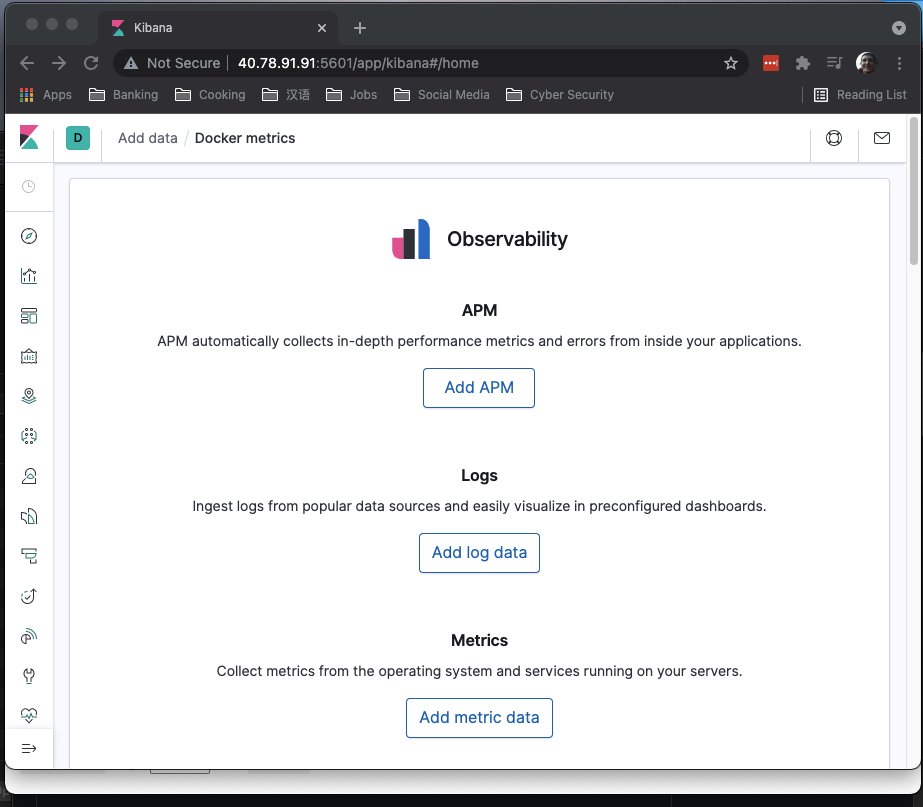 Kibana
Not Secure 40.78.91.91:5601/app/kibana#/home
Apps Banking Cooking 汉语 Jobs Social Media Cyber Security Reading List
D Add data / Docker metrics
Observability
APM
APM automatically collects in-depth performance metrics and errors from inside your applications.
Add APM
Logs
Ingest logs from popular data sources and easily visualize in preconfigured dashboards.
Add log data
Metrics
Collect metrics from the operating system and services running on your servers.
Add metric data